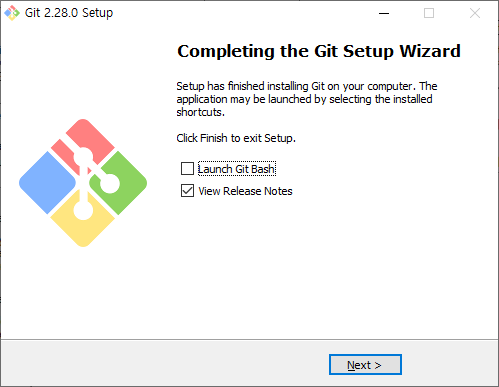 Git 2.28.0 Setup
Completing the Git Setup Wizard
Setup has finished installing Git on your computer. The
application may be launched by selecting the installed
shortcuts.
Click Finish to exit Setup.
Launch Git Bash
View Release Notes
Next >